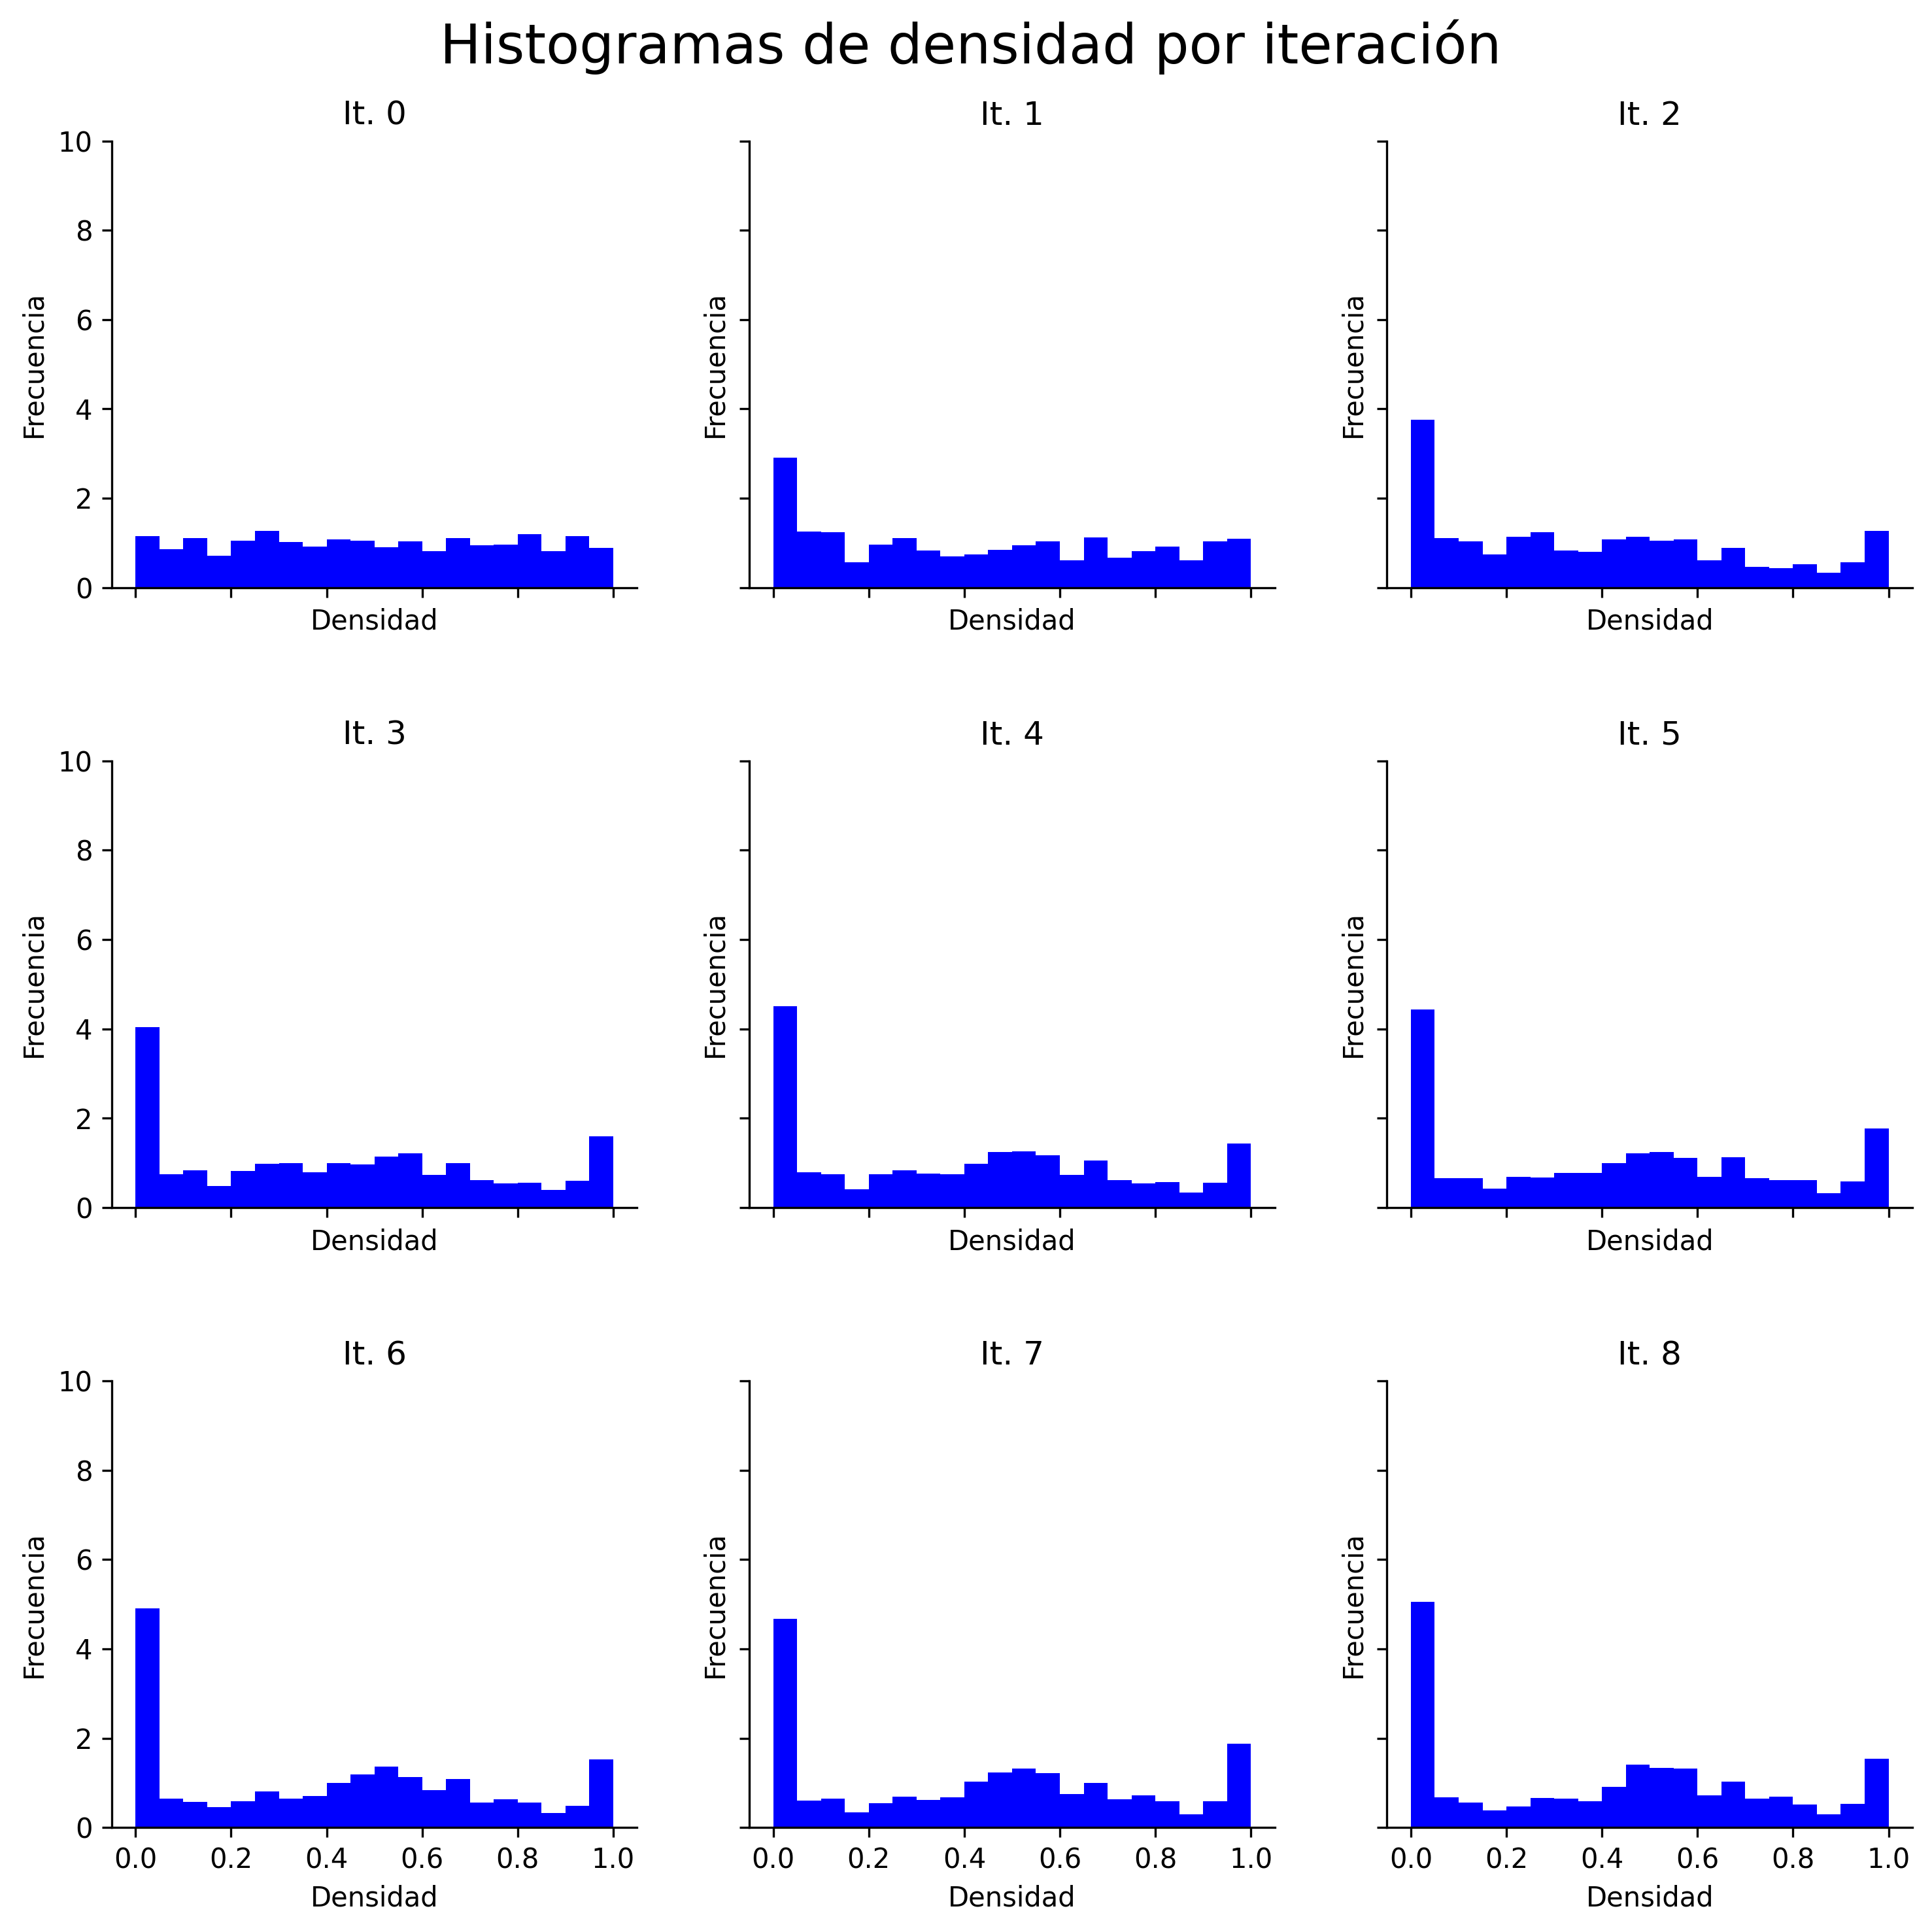 Histogramas de densidad por iteración
It. 0
It. 1
It. 2
10
8
6
4
2
0
Frecuencia
Frecuencia
Frecuencia
Densidad
Densidad
Densidad
It. 3
It. 4
It. 5
10
8
6
4
2
0
Frecuencia
Frecuencia
Frecuencia
Densidad
Densidad
Densidad
It. 6
It. 7
It. 8
10
8
6
4
2
0
Frecuencia
Frecuencia
Frecuencia
0.0 0.2 0.4 0.6 0.8 1.0
0.0 0.2 0.4 0.6 0.8 1.0
0.0 0.2 0.4 0.6 0.8 1.0
Densidad
Densidad
Densidad